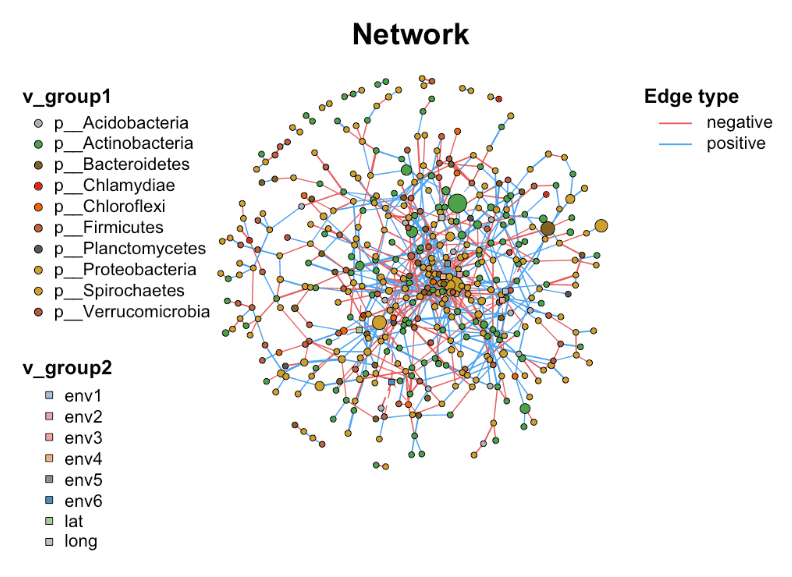 Network
v_group1
p__Acidobacteria
p__Actinobacteria
p__Bacteroidetes
p__Chlamydiae
p__Chloroflexi
p__Firmicutes
p__Planctomycetes
p__Proteobacteria
p__Spirochaetes
p__Verrucomicrobia
v_group2
env1
env2
env3
env4
env5
env6
lat
long
Edge type
negative
positive